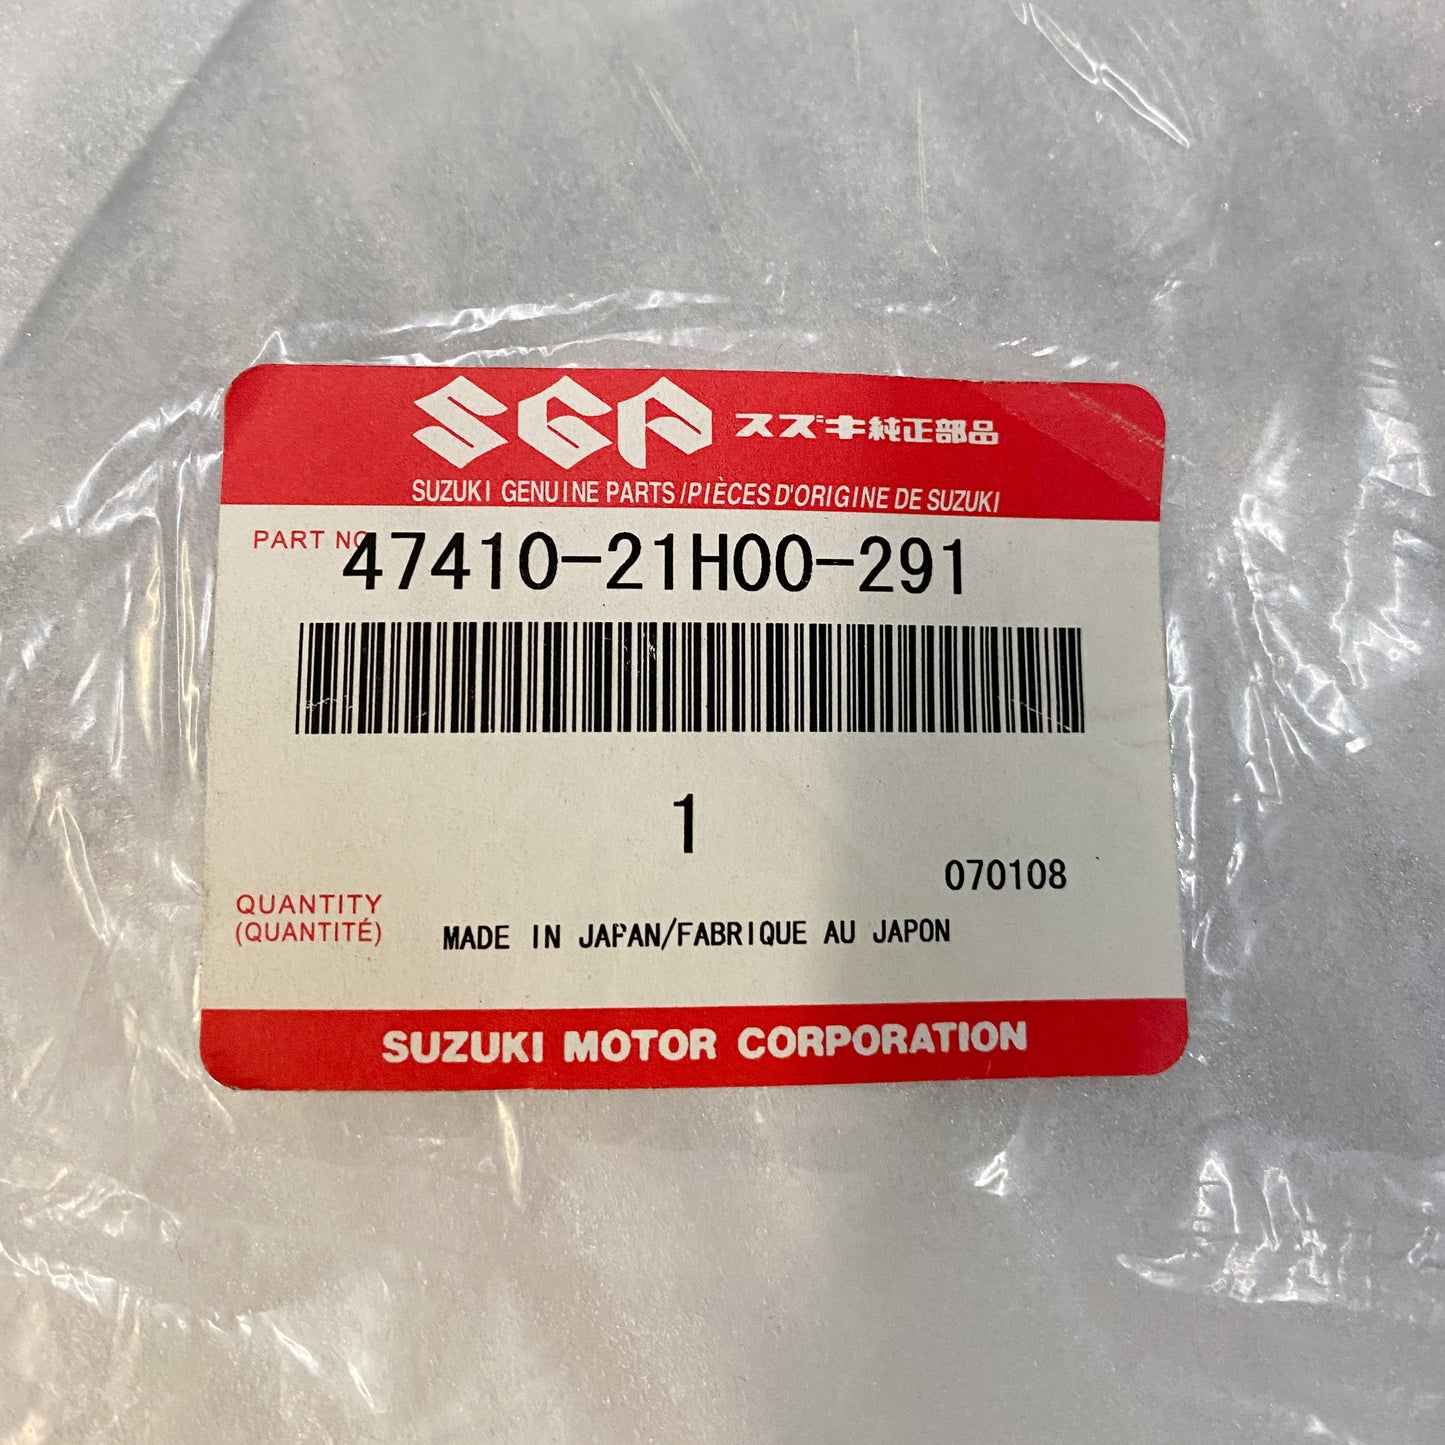 SGP スズキ純正部品
SUZUKI GENUINE PARTS/PIÈCES D'ORIGINE DE SUZUKI
PART NO 47410-21H00-291
1
070108
QUANTITY
(QUANTITÉ)
MADE IN JAPAN/FABRIQUE AU JAPON
SUZUKI MOTOR CORPORATION